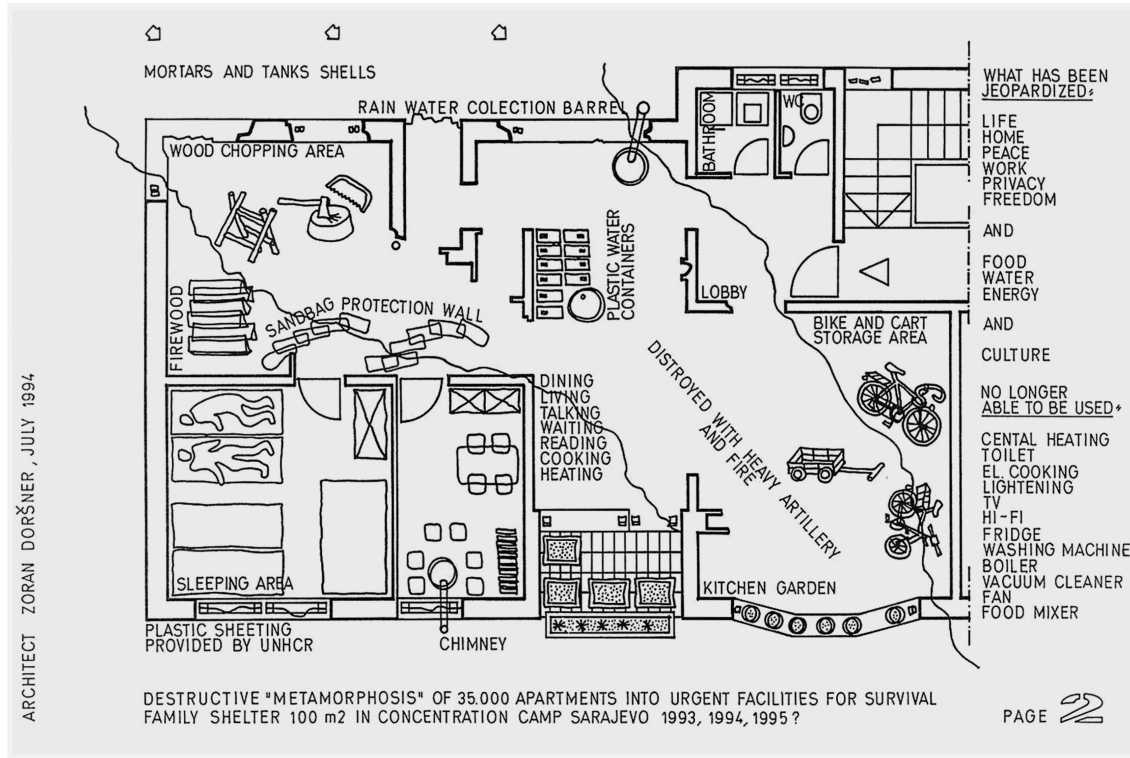 MORTARS AND TANKS SHELLS
RAIN WATER COLECTION BARREL
WOOD CHOPPING AREA
BATHROOM
WC
FIREWOOD
SANDBAG PROTECTION WALL
PLASTIC WATER
CONTAINERS
LOBBY
BIKE AND CART
STORAGE AREA
DISTROYED WITH HEAVY ARTILLERY
AND FIRE
DINING
LIVING
TALKING
WAITING
READING
COOKING
HEATING
SLEEPING AREA
KITCHEN GARDEN
PLASTIC SHEETING
PROVIDED BY UNHCR
CHIMNEY
WHAT HAS BEEN
JEOPARDIZED:
LIFE
HOME
PEACE
WORK
PRIVACY
FREEDOM
AND
FOOD
WATER
ENERGY
AND
CULTURE
NO LONGER
ABLE TO BE USED:
CENTAL HEATING
TOILET
EL. COOKING
LIGHTENING
TV
HI-FI
FRIDGE
WASHING MACHINE
BOILER
VACUUM CLEANER
FAN
FOOD MIXER
ARCHITECT ZORAN DORŠNER, JULY 1994
DESTRUCTIVE "METAMORPHOSIS" OF 35.000 APARTMENTS INTO URGENT FACILITIES FOR SURVIVAL
FAMILY SHELTER 100 m2 IN CONCENTRATION CAMP SARAJEVO 1993, 1994, 1995?
PAGE 22